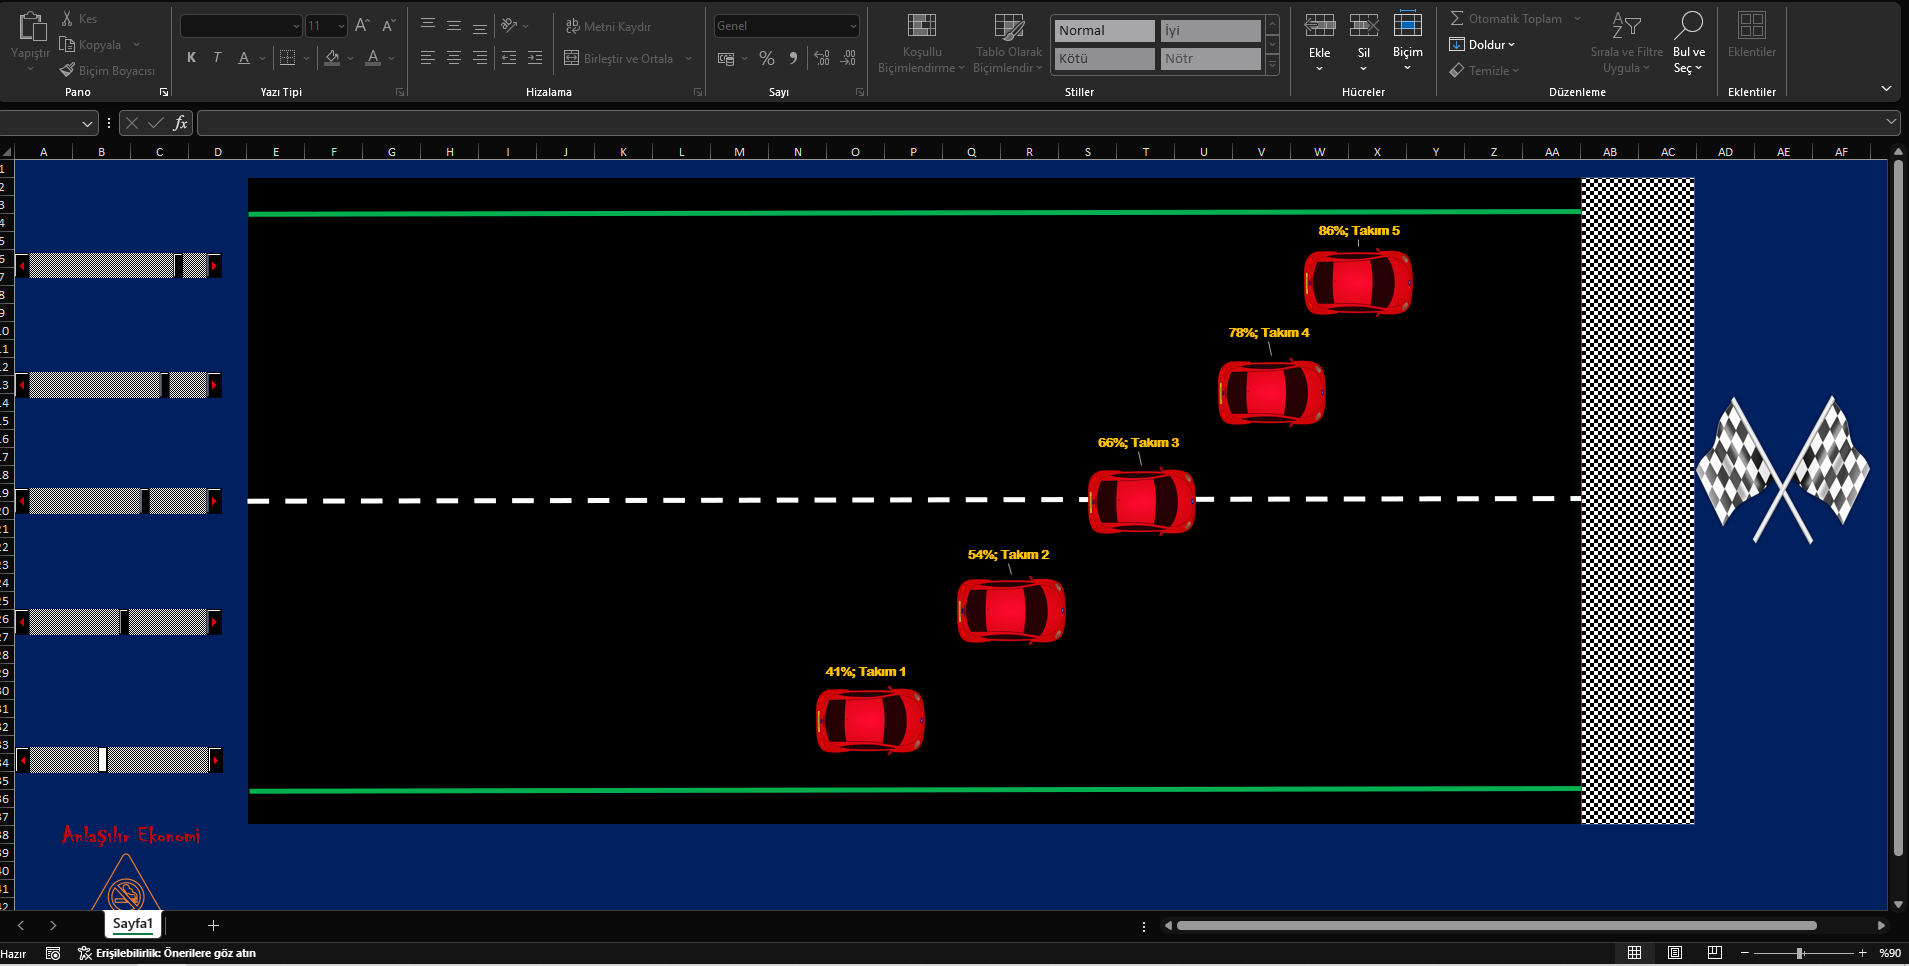 Yapıştır
Kes
Kopyala
Biçim Boyacısı
Pano
11
K T A
Yazı Tipi
Metni Kaydır
Birleştir ve Ortala
Hizalama
Genel
Sayı
Koşullu
Biçimlendirme
Tablo Olarak
Biçimlendir
Normal
İyi
Kötü
Nötr
Stiller
Ekle
Sil
Biçim
Hücreler
Otomatik Toplam
Doldur
Temizle
Sırala ve Filtre
Uygula
Bul ve
Seç
Düzenleme
Eklentiler
Eklentiler
fx
A B C D E F G H I J K L M N O P Q R S T U V W X Y Z AA AB AC AD AE AF
86%; Takım 5
78%; Takım 4
66%; Takım 3
54%; Takım 2
41%; Takım 1
Anlaşılır Ekonomi
Sayfa1
Hazır
Erişilebilirlik: Önerilere göz atın
%90